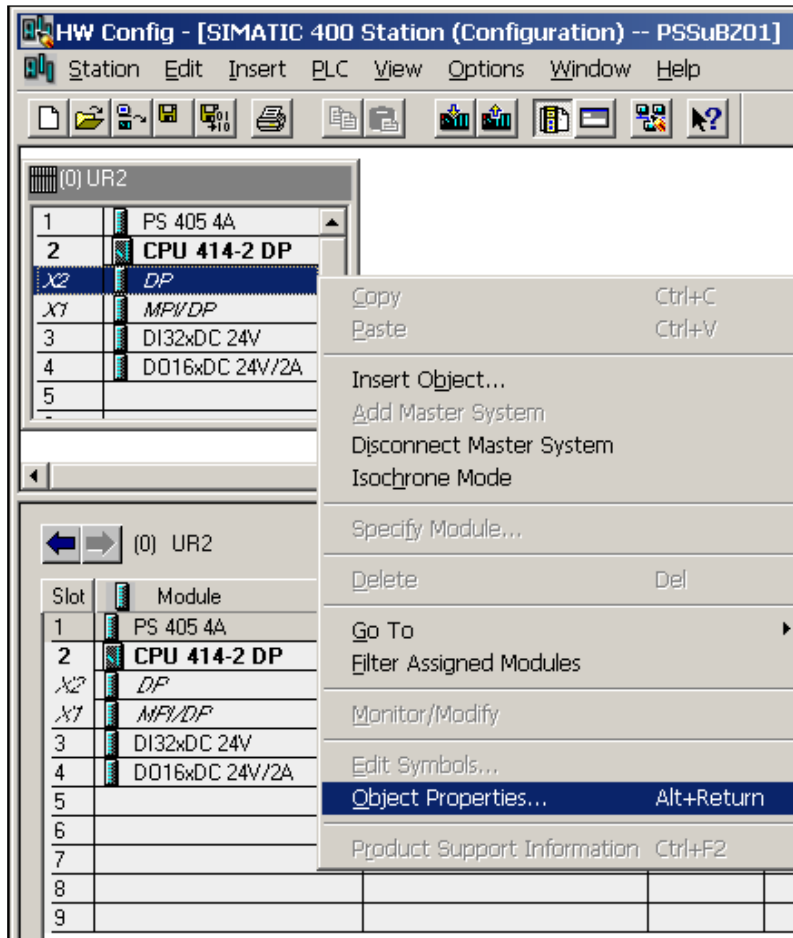 HW Config - [SIMATIC 400 Station (Configuration) -- PSSuBZ01]
Station Edit Insert PLC View Options Window Help
(0) UR2
1 PS 405 4A
2 CPU 414-2 DP
X2 DP
X1 MPI/DP
3 DI32xDC 24V
4 DO16xDC 24V/2A
5
Copy Ctrl+C
Paste Ctrl+V
Insert Object...
Add Master System
Disconnect Master System
Isochrone Mode
Specify Module...
Delete Del
Go To
Filter Assigned Modules
Monitor/Modify
Edit Symbols...
Object Properties... Alt+Return
Product Support Information Ctrl+F2
(0) UR2
Slot Module
1 PS 405 4A
2 CPU 414-2 DP
X2 DP
X1 MPI/DP
3 DI32xDC 24V
4 DO16xDC 24V/2A
5
6
7
8
9